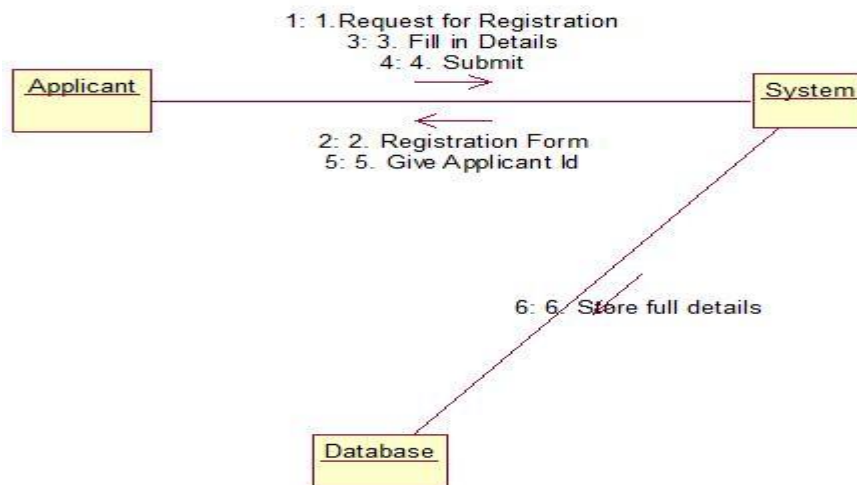 1: 1.Request for Registration
3: 3. Fill in Details
4: 4. Submit
Applicant
System
2: 2. Registration Form
5: 5. Give Applicant Id
6: 6. Store full details
Database